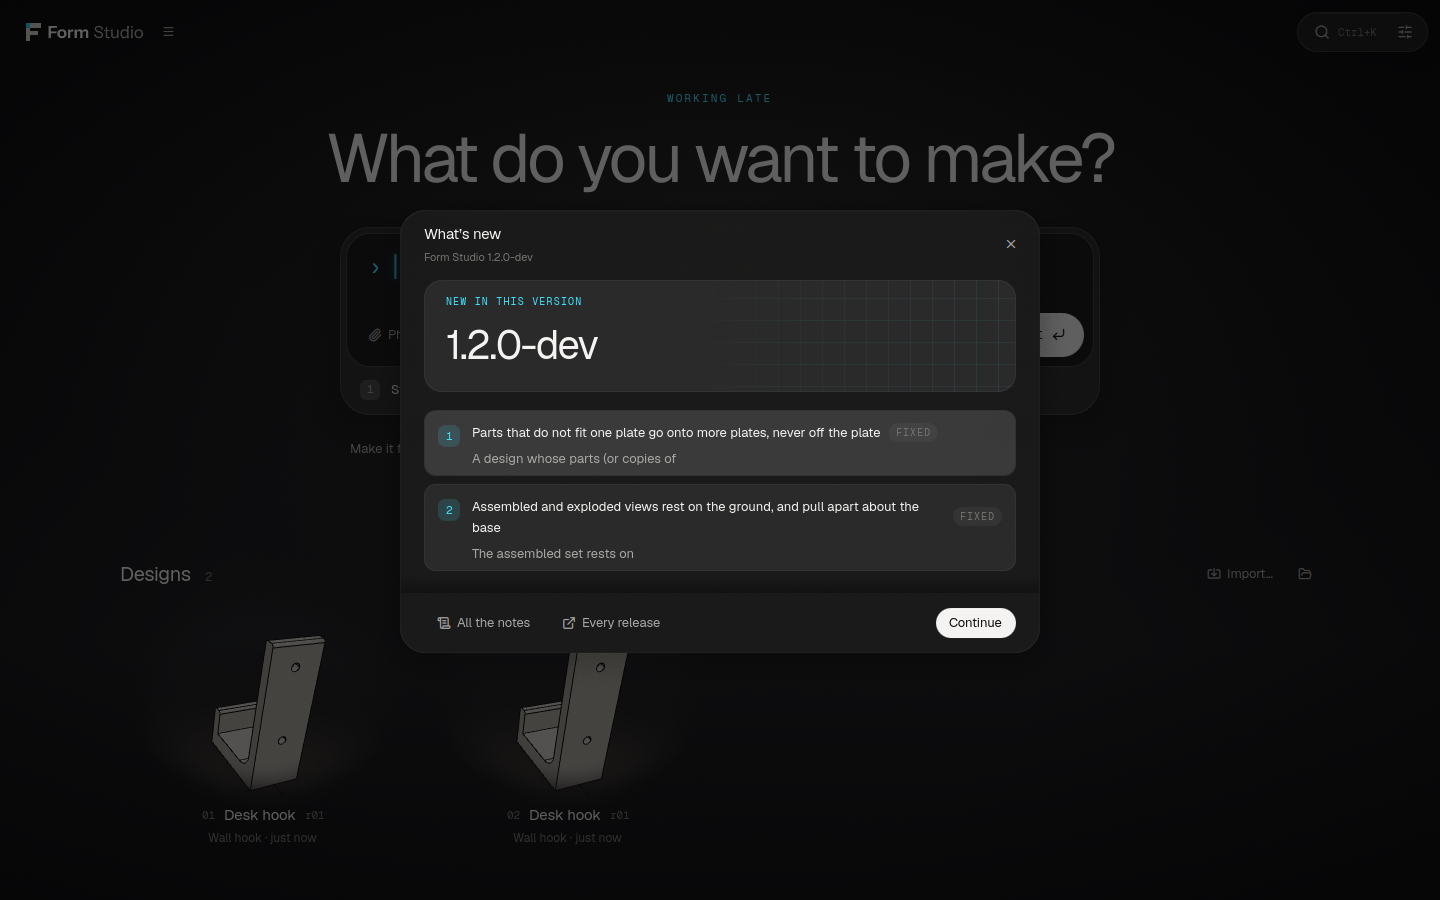 Form Studio
Ctrl+K
WORKING LATE
What do you want to make?
What's new
Form Studio 1.2.0-dev
NEW IN THIS VERSION
1.2.0-dev
1
1 Parts that do not fit one plate go onto more plates, never off the plate FIXED
A design whose parts (or copies of
Make it
2 Assembled and exploded views rest on the ground, and pull apart about the
base
FIXED
The assembled set rests on
Designs 2
Import...
All the notes
Every release
Continue
01 Desk hook r01
Wall hook · just now
02 Desk hook r01
Wall hook · just now